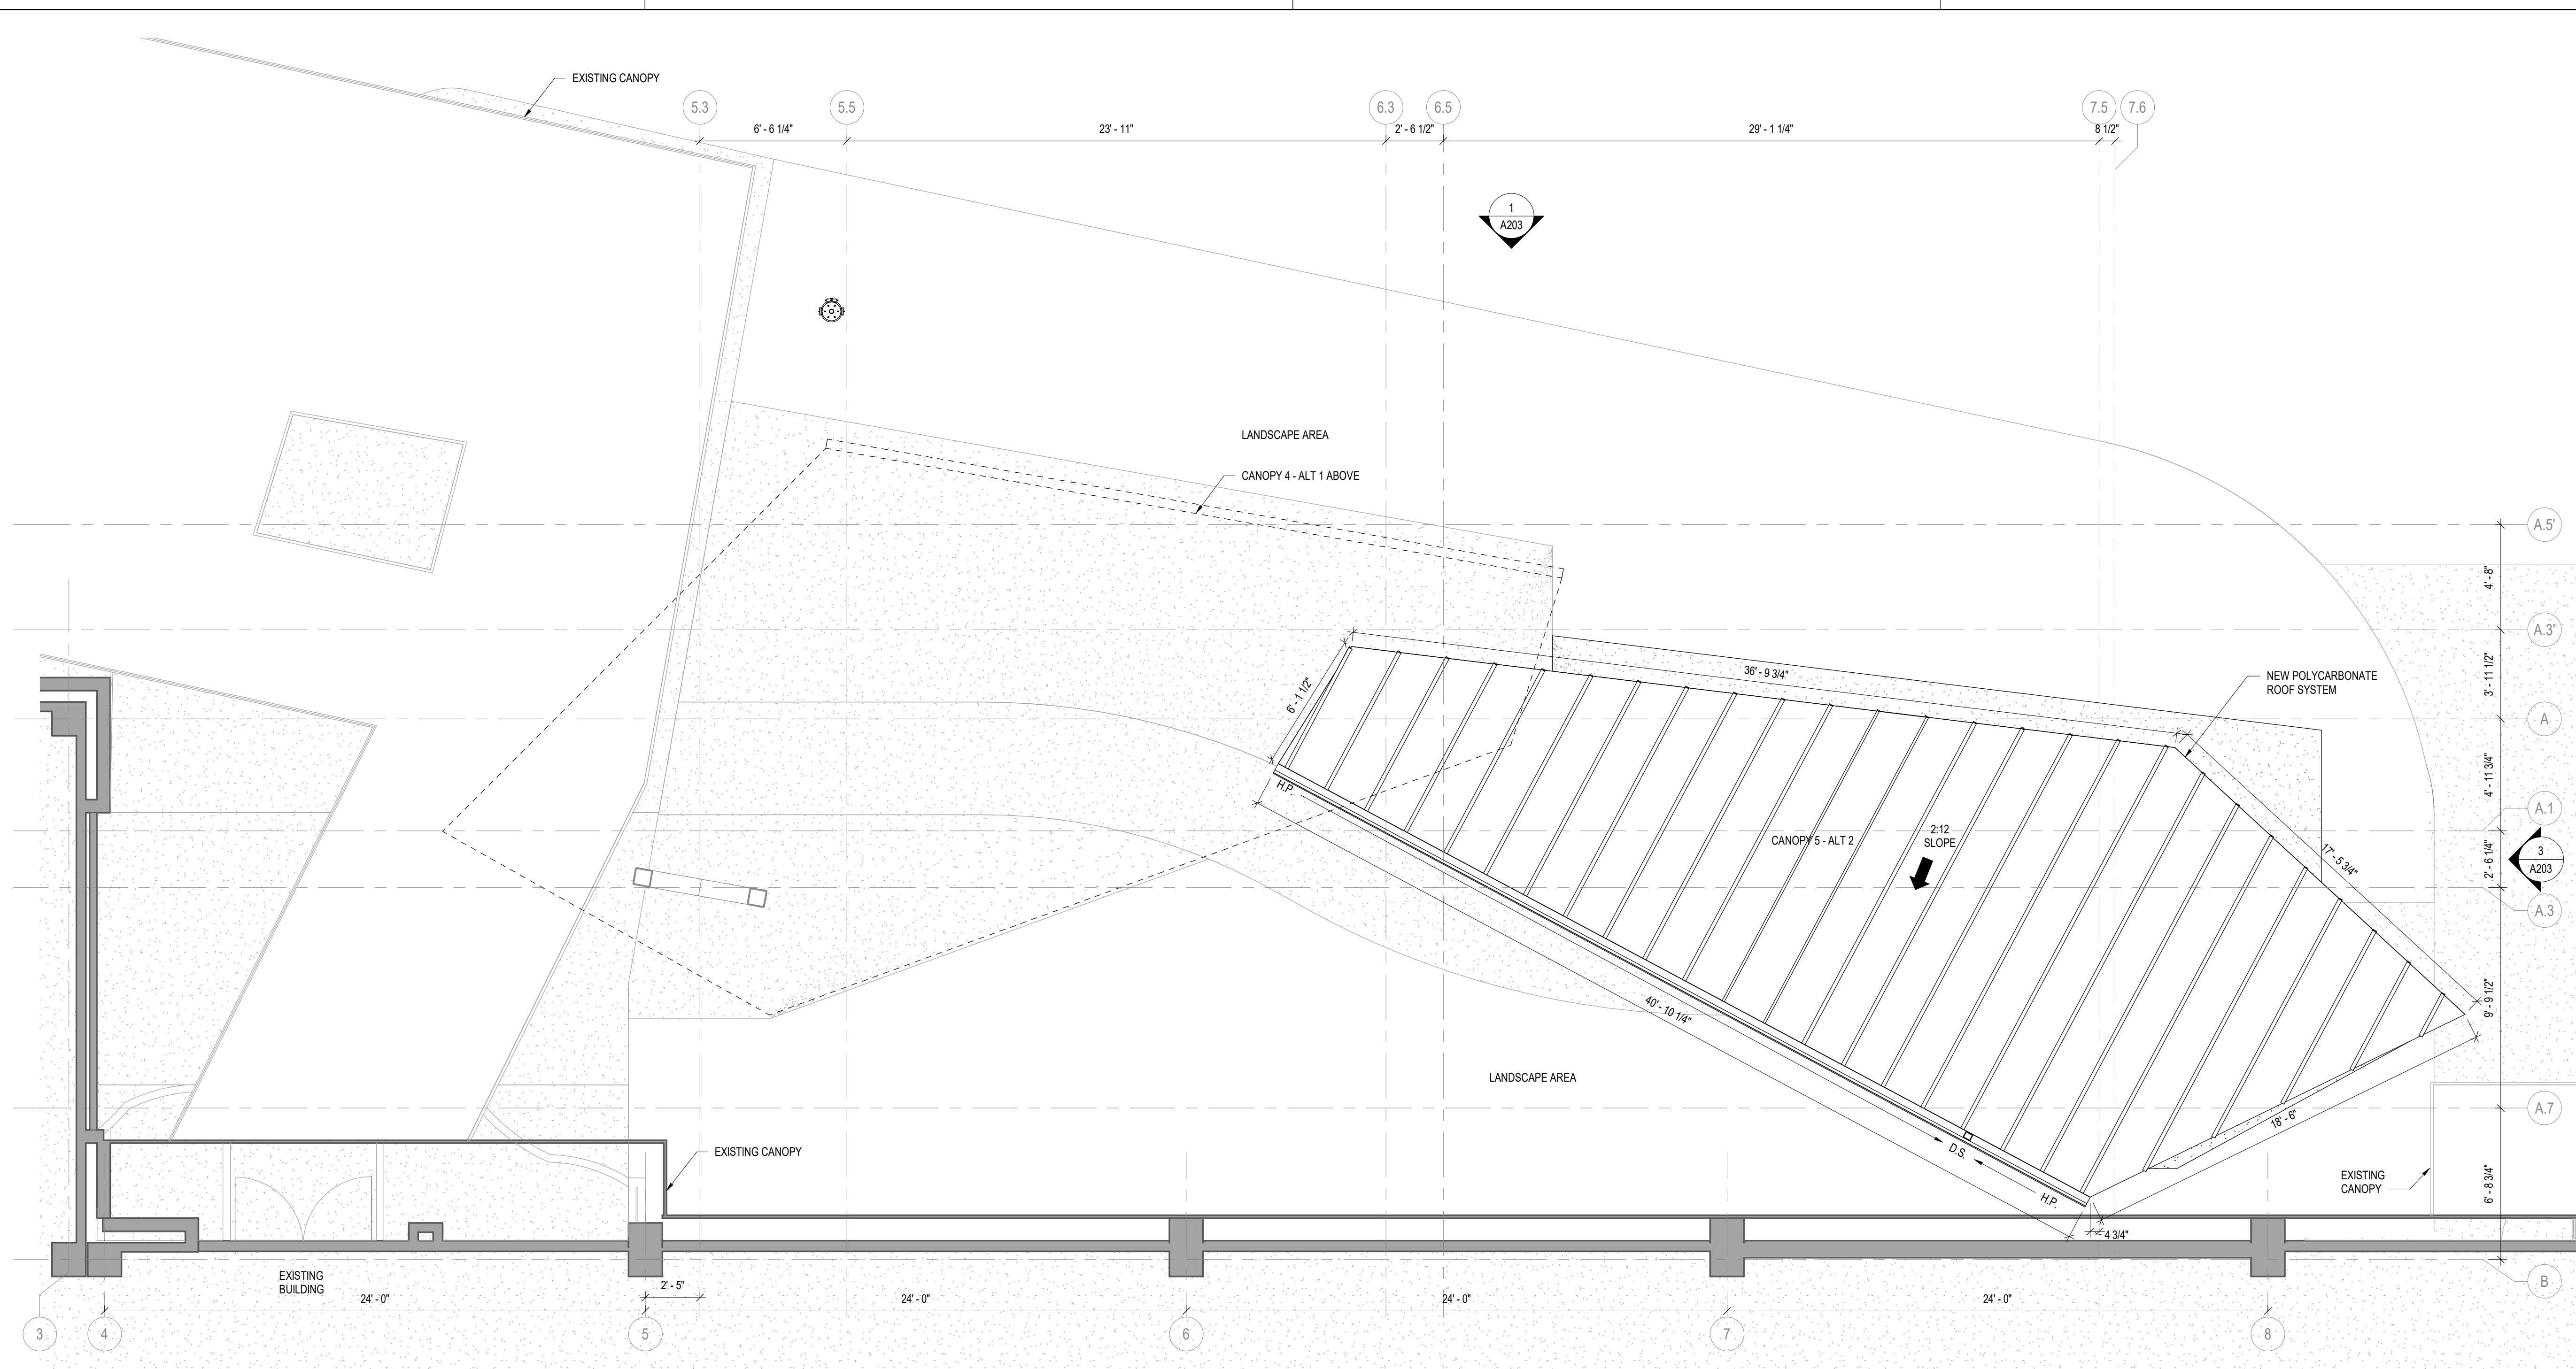 EXISTING CANOPY
5.3
5.5
6.3
6.5
7.5
7.6
6' - 6 1/4"
23' - 11"
2' - 6 1/2"
29' - 1 1/4"
8 1/2"
1
A203
LANDSCAPE AREA
CANOPY 4 - ALT 1 ABOVE
A.5'
4' - 8"
A.3'
3' - 11 1/2"
36' - 9 3/4"
NEW POLYCARBONATE
ROOF SYSTEM
6' - 1 1/2"
A
4' - 11 3/4"
H.P.
A.1
2:12
SLOPE
CANOPY 5 - ALT 2
17' - 5 3/4"
2' - 6 1/4"
3
A203
A.3
40' - 10 1/4"
9' - 9 1/2"
LANDSCAPE AREA
18' - 6"
A.7
EXISTING CANOPY
D.S.
H.P.
EXISTING
CANOPY
6' - 8 3/4"
4 3/4"
EXISTING
BUILDING
2' - 5"
B
24' - 0"
24' - 0"
24' - 0"
24' - 0"
3
4
5
6
7
8